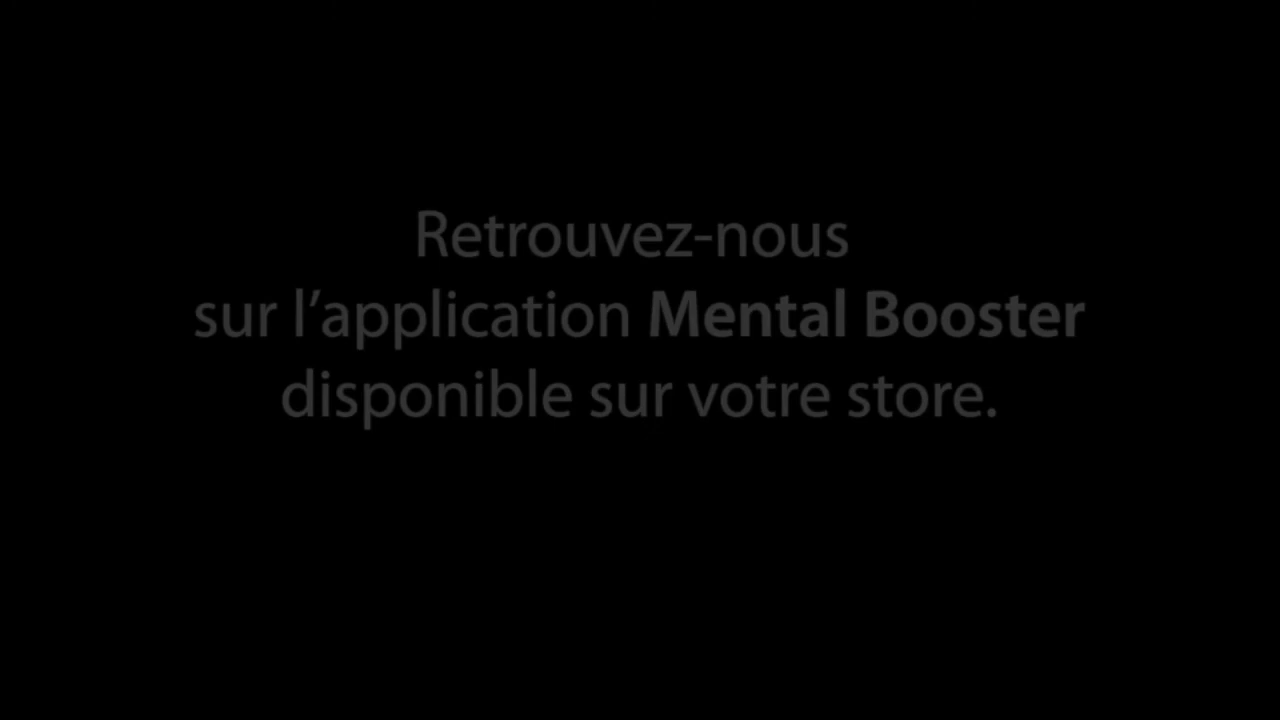 Retrouvez-nous
sur l’application Mental Booster
disponible sur votre store.